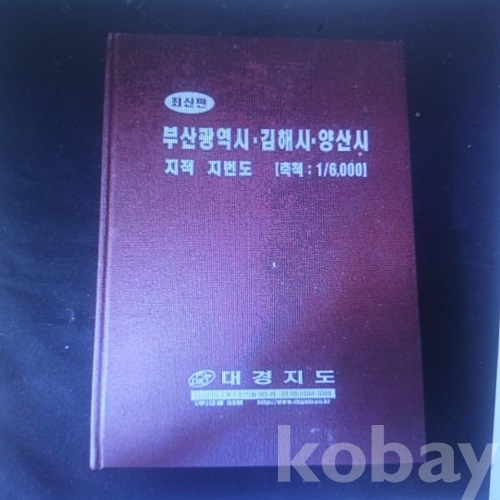 최신판
부산광역시·김해시·양산시
지적 지번도 [축척 : 1/6,000]
대경지도
kobay